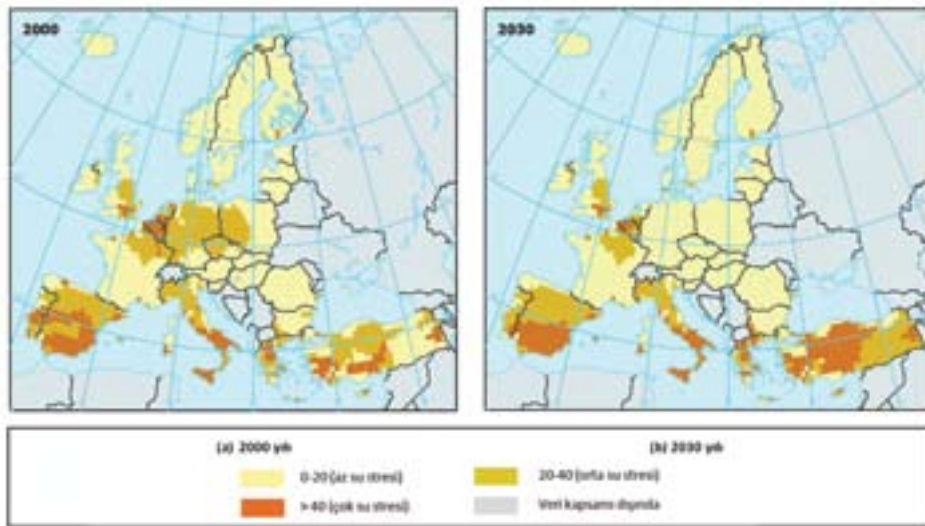 2000
2030
(a) 2000 yılı
(b) 2030 yılı
0-20 (az su stresi)
20-40 (orta su stresi)
>40 (çok su stresi)
Veri kapsamı dışında